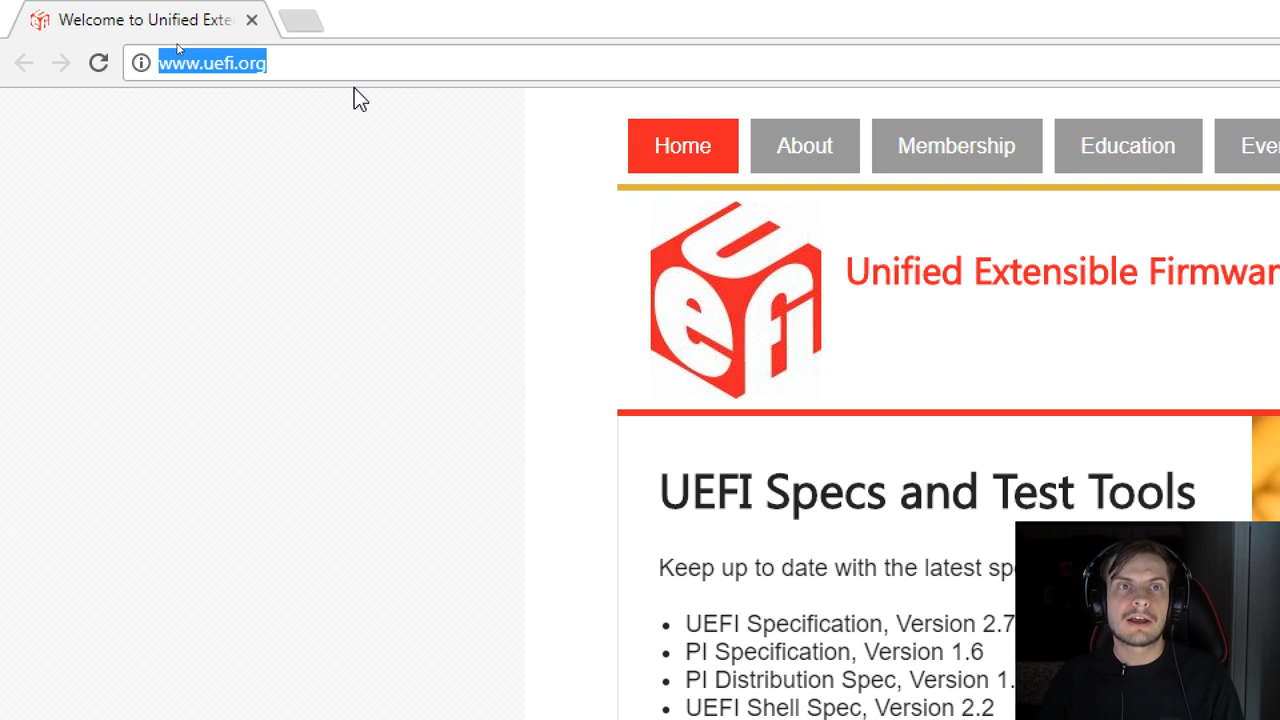 Welcome to Unified Exte
www.uefi.org
Home About Membership Education Eve
uefi
Unified Extensible Firmwar
UEFI Specs and Test Tools
Keep up to date with the latest sp
UEFI Specification, Version 2.7
PI Specification, Version 1.6
PI Distribution Spec, Version 1.
UEFI Shell Spec, Version 2.2